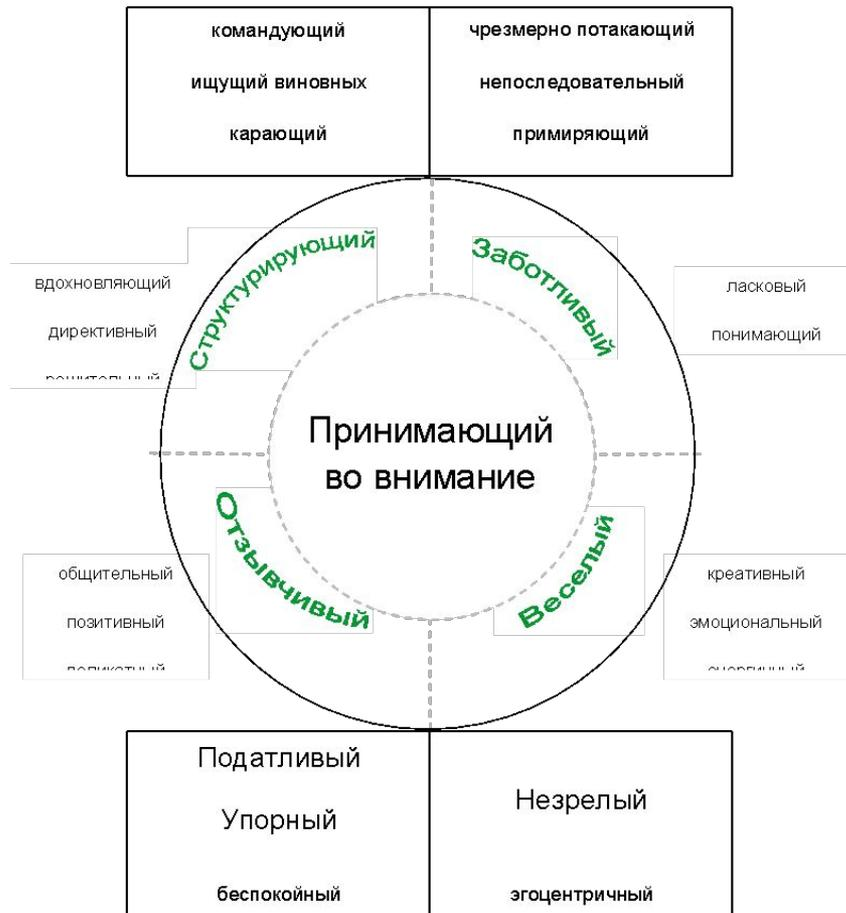 командующий
ищущий виновных
карающий
чрезмерно потакающий
непоследовательный
примиряющий
Структурирующий
Заботливый
вдохновляющий
директивный
ласковый
понимающий
Принимающий
во внимание
Отзывчивый
Веселый
общительный
позитивный
креативный
эмоциональный
Податливый
Упорный
беспокойный
Незрелый
эгоцентричный